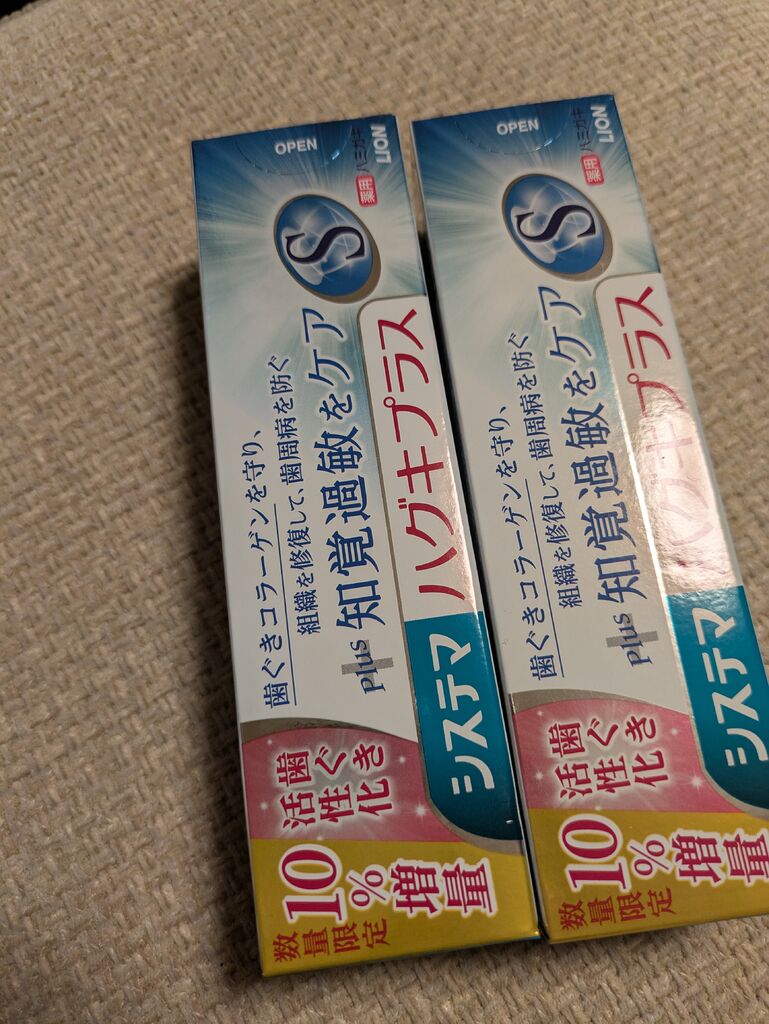 数量限定
10%増量
歯ぐき活性化
歯ぐきコラーゲンを守り、
組織を修復して、歯周病を防ぐ
Plus 知覚過敏をケア
システマ ハグキプラス
S
OPEN
薬用 ハミガキ
LION
数量限定
10%増量
歯ぐき活性化
歯ぐきコラーゲンを守り、
組織を修復して、歯周病を防ぐ
Plus 知覚過敏をケア
システマ ハグキプラス
S
OPEN
薬用 ハミガキ
LION